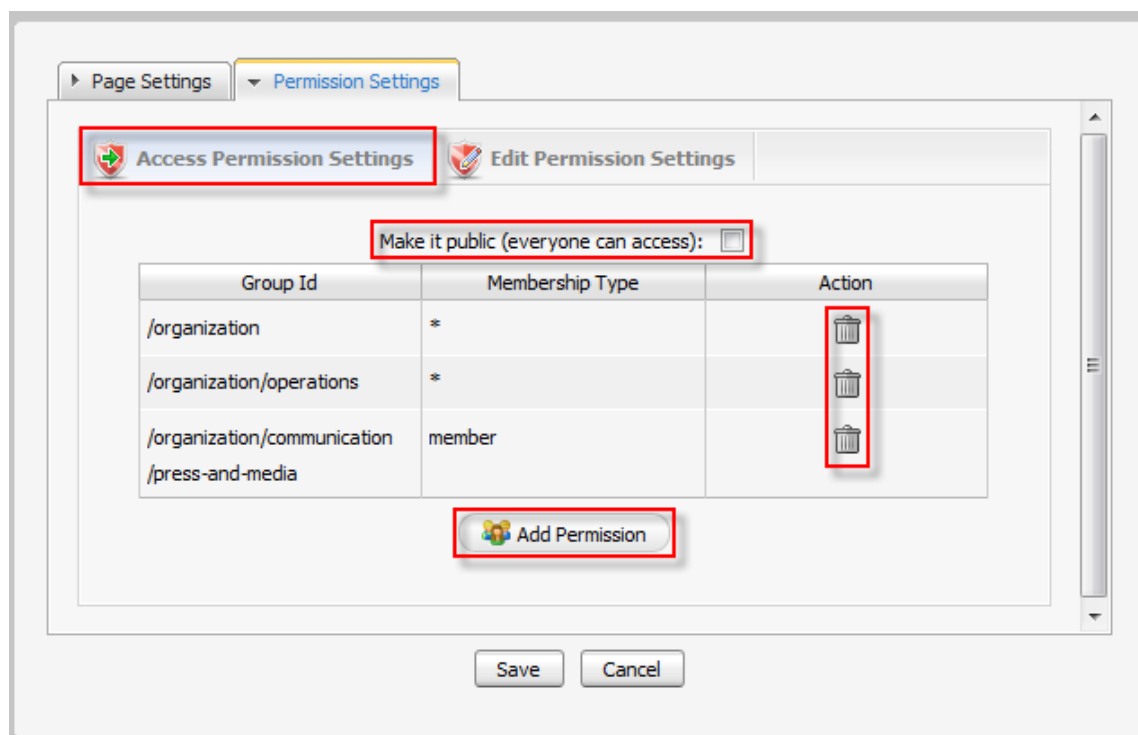 Page Settings
Permission Settings
Access Permission Settings
Edit Permission Settings
Make it public (everyone can access):
Group Id Membership Type Action
/organization *
/organization/operations *
/organization/communication member
/press-and-media
Add Permission
Save Cancel